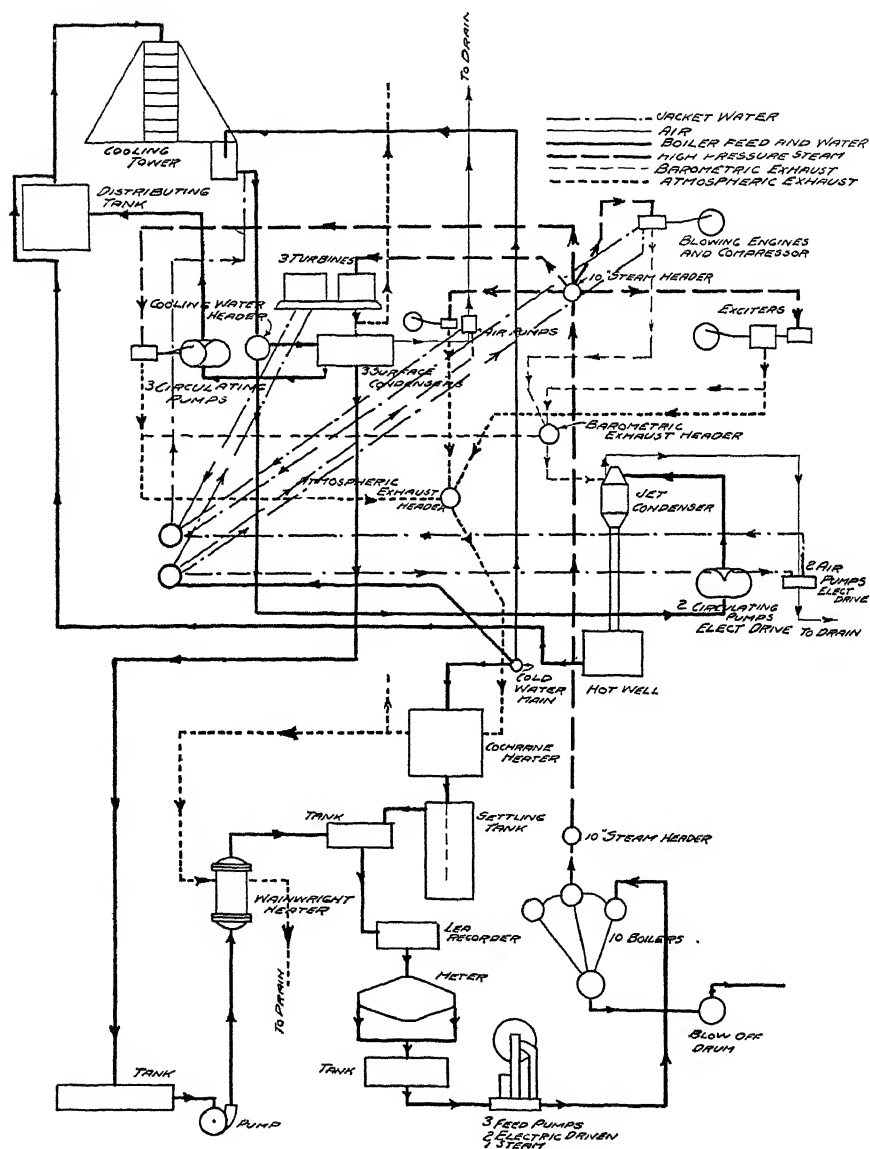 TO DRAIN
JACKET WATER
AIR
BOILER FEED AND WATER
HIGH PRESSURE STEAM
BAROMETRIC EXHAUST
ATMOSPHERIC EXHAUST
COOLING
TOWER
DISTRIBUTING
TANK
BLOWING ENGINES
AND COMPRESSOR
3 TURBINES
10" STEAM HEADER
COOLING WATER
HEADER
EXCITERS
AIR PUMPS
3 SURFACE
CONDENSERS
3 CIRCULATING
PUMPS
BAROMETRIC
EXHAUST HEADER
ATMOSPHERIC
EXHAUST
HEADER
JET
CONDENSER
2 AIR
PUMPS
ELECT
DRIVE
2 CIRCULATING
PUMPS
ELECT DRIVE
TO DRAIN
HOT WELL
COLD
WATER
MAIN
COCHRANE
HEATER
TANK
SETTLING
TANK
10" STEAM HEADER
WAINWRIGHT
HEATER
LEA
RECORDER
10 BOILERS
METER
TO DRAIN
BLOW OFF
DRUM
TANK
TANK
PUMP
3 FEED PUMPS
2 ELECTRIC DRIVEN
1 STEAM